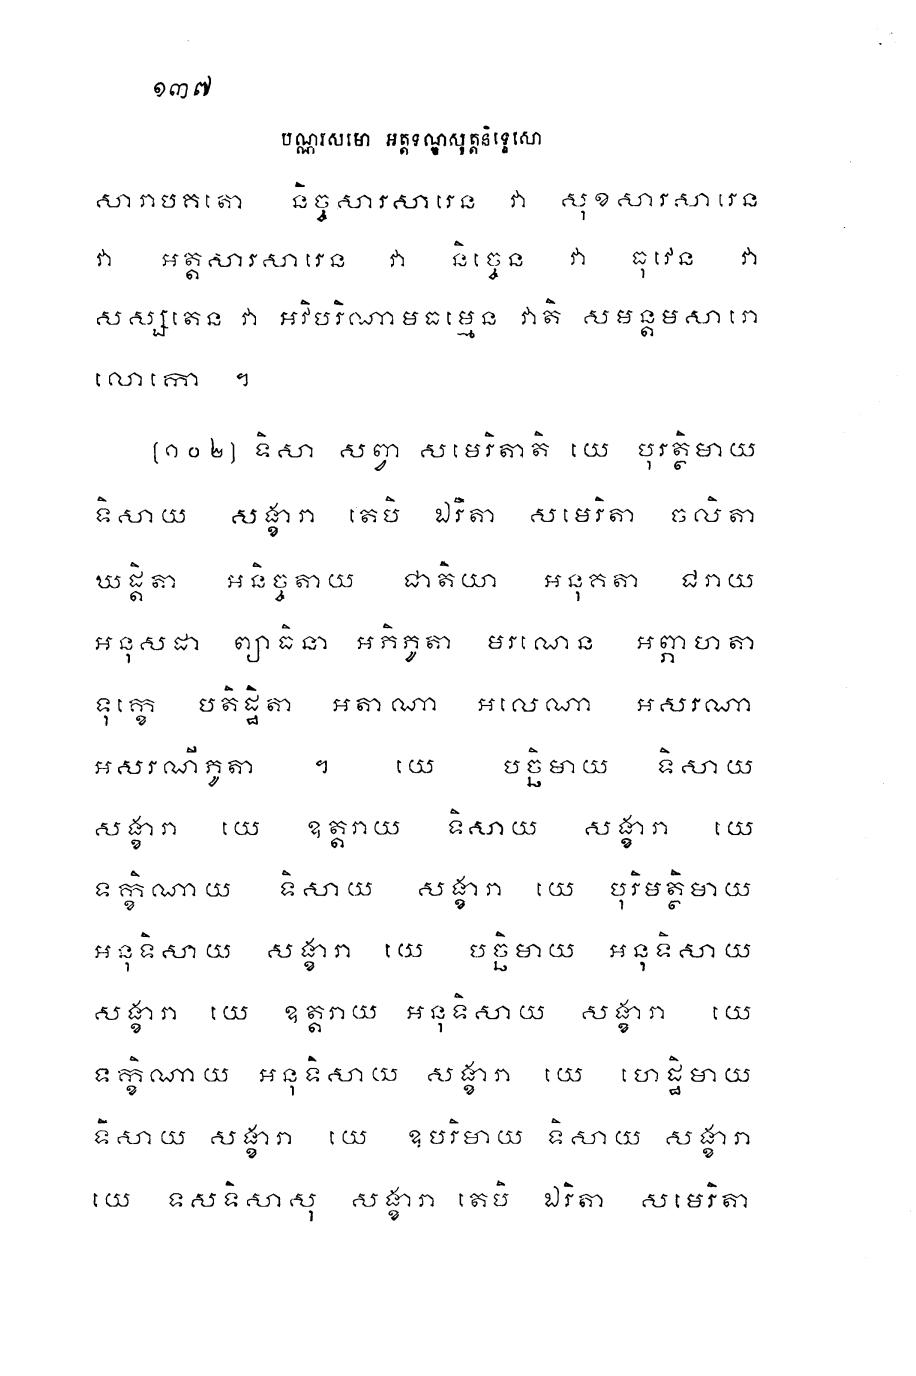 ១៣៧
បណ្ណរសមោ អត្តទណ្ឌសុត្តនិទ្ទេសោ
សារាបគតោ និច្ចសារសារេន វា សុខសារសារេន
វា អត្តសារសារេន វា និច្ចេន វា ធុវេន វា
សស្សតេន វា អវិបរិណាមធម្មេន វាតិ សមន្តមសារោ
លោកោ ។
(១០២) ទិសា សព្វា សមេរិតាតិ យេ បុរត្ថិមាយ
ទិសាយ សង្ខារា តេបិ ឯរិតា សមេរិតា ចលិតា
ឃដ្ដិតា អនិច្ចតាយ ជាតិយា អនុគតា ជរាយ
អនុសដា ព្យាធិនា អភិភូតា មរណេន អព្ភាហតា
ទុក្ខេ បតិដ្ឋិតា អតាណា អលេណា អសរណា
អសរណីភូតា ។ យេ បច្ឆិមាយ ទិសាយ
សង្ខារា យេ ឧត្តរាយ ទិសាយ សង្ខារា យេ
ទក្ខិណាយ ទិសាយ សង្ខារា យេ បុរិមត្ថិមាយ
អនុទិសាយ សង្ខារា យេ បច្ឆិមាយ អនុទិសាយ
សង្ខារា យេ ឧត្តរាយ អនុទិសាយ សង្ខារា យេ
ទក្ខិណាយ អនុទិសាយ សង្ខារា យេ ហេដ្ឋិមាយ
ទិសាយ សង្ខារា យេ ឧបរិមាយ ទិសាយ សង្ខារា
យេ ទសទិសាសុ សង្ខារា តេបិ ឯរិតា សមេរិតា